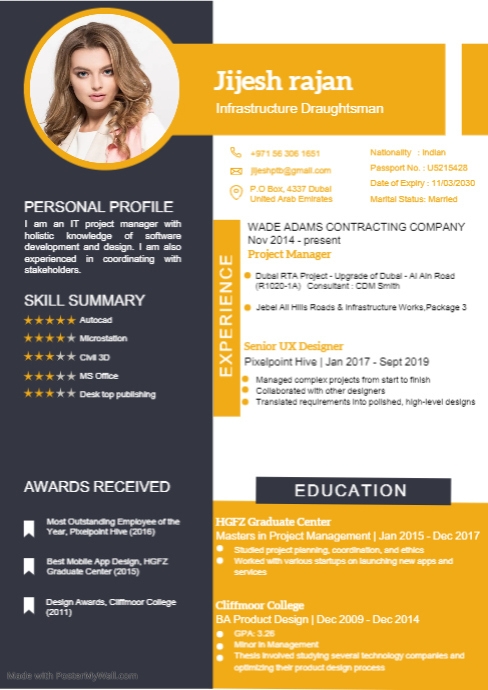 Jijesh rajan
Infrastructure Draughtsman
+971 56 306 1651
jijeshptb@gmail.com
P.O Box, 4337 Dubai
United Arab Emirates
Nationality : Indian
Passport No. : U5215428
Date of Expiry : 11/03/2030
Marital Status: Married
PERSONAL PROFILE
I am an IT project manager with
holistic knowledge of software
development and design. I am also
experienced in coordinating with
stakeholders.
SKILL SUMMARY
Autocad
Microstation
Civil 3D
MS Office
Desk top publishing
AWARDS RECEIVED
Most Outstanding Employee of the
Year, Pixelpoint Hive (2016)
Best Mobile App Design, HGFZ
Graduate Center (2015)
Design Awards, Cliffmoor College
(2011)
EXPERIENCE
WADE ADAMS CONTRACTING COMPANY
Nov 2014 - present
Project Manager
Dubai RTA Project - Upgrade of Dubai - Al Ain Road
(R1020-1A) Consultant : CDM Smith
Jebel Ali Hills Roads & Infrastructure Works,Package 3
Senior UX Designer
Pixelpoint Hive | Jan 2017 - Sept 2019
Managed complex projects from start to finish
Collaborated with other designers
Translated requirements into polished, high-level designs
EDUCATION
HGFZ Graduate Center
Masters in Project Management | Jan 2015 - Dec 2017
Studied project planning, coordination, and ethics
Worked with various startups on launching new apps and
services
Cliffmoor College
BA Product Design | Dec 2009 - Dec 2014
GPA: 3.26
Minor in Management
Thesis involved studying several technology companies and
optimizing their product design process
Made with PosterMyWall.com